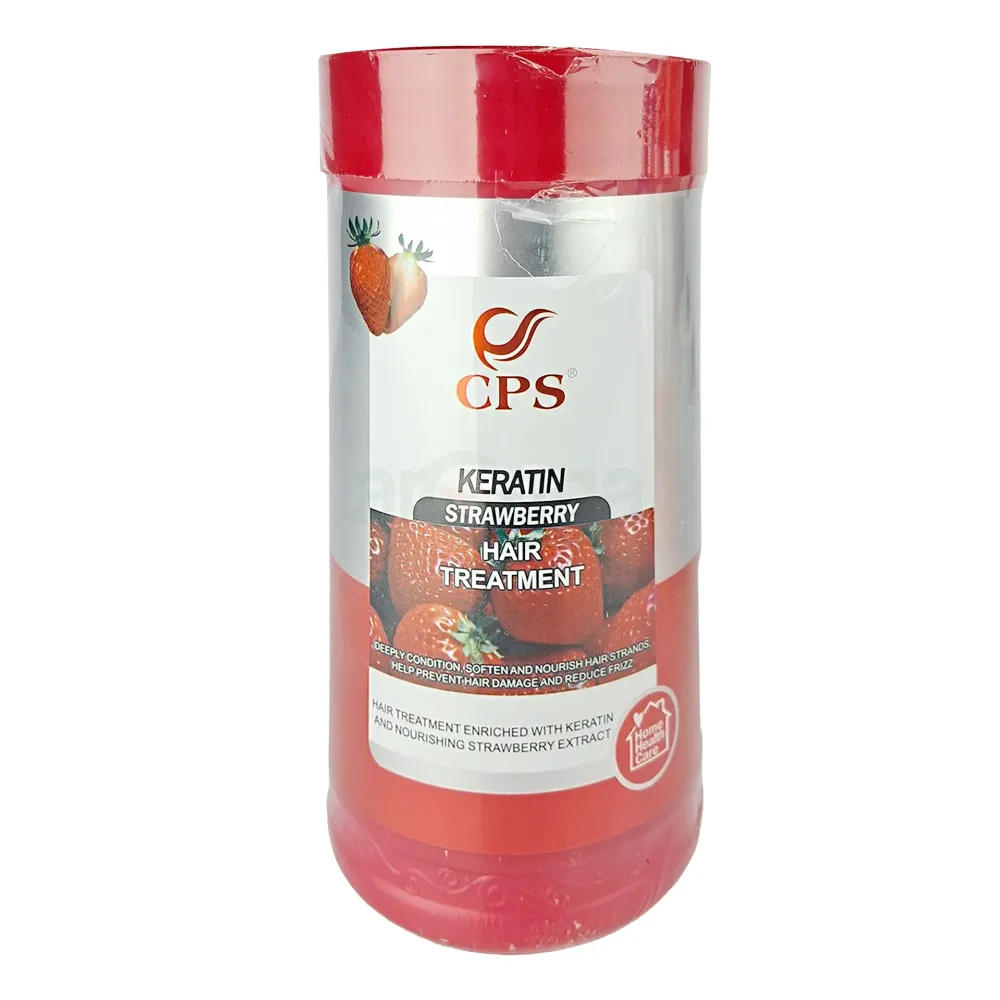 CPS®
KERATIN
STRAWBERRY
HAIR
TREATMENT
DEEPLY CONDITION, SOFTEN AND NOURISH HAIR STRANDS,
HELP PREVENT HAIR DAMAGE AND REDUCE FRIZZ
HAIR TREATMENT ENRICHED WITH KERATIN
AND NOURISHING STRAWBERRY EXTRACT
Home
Health
Care